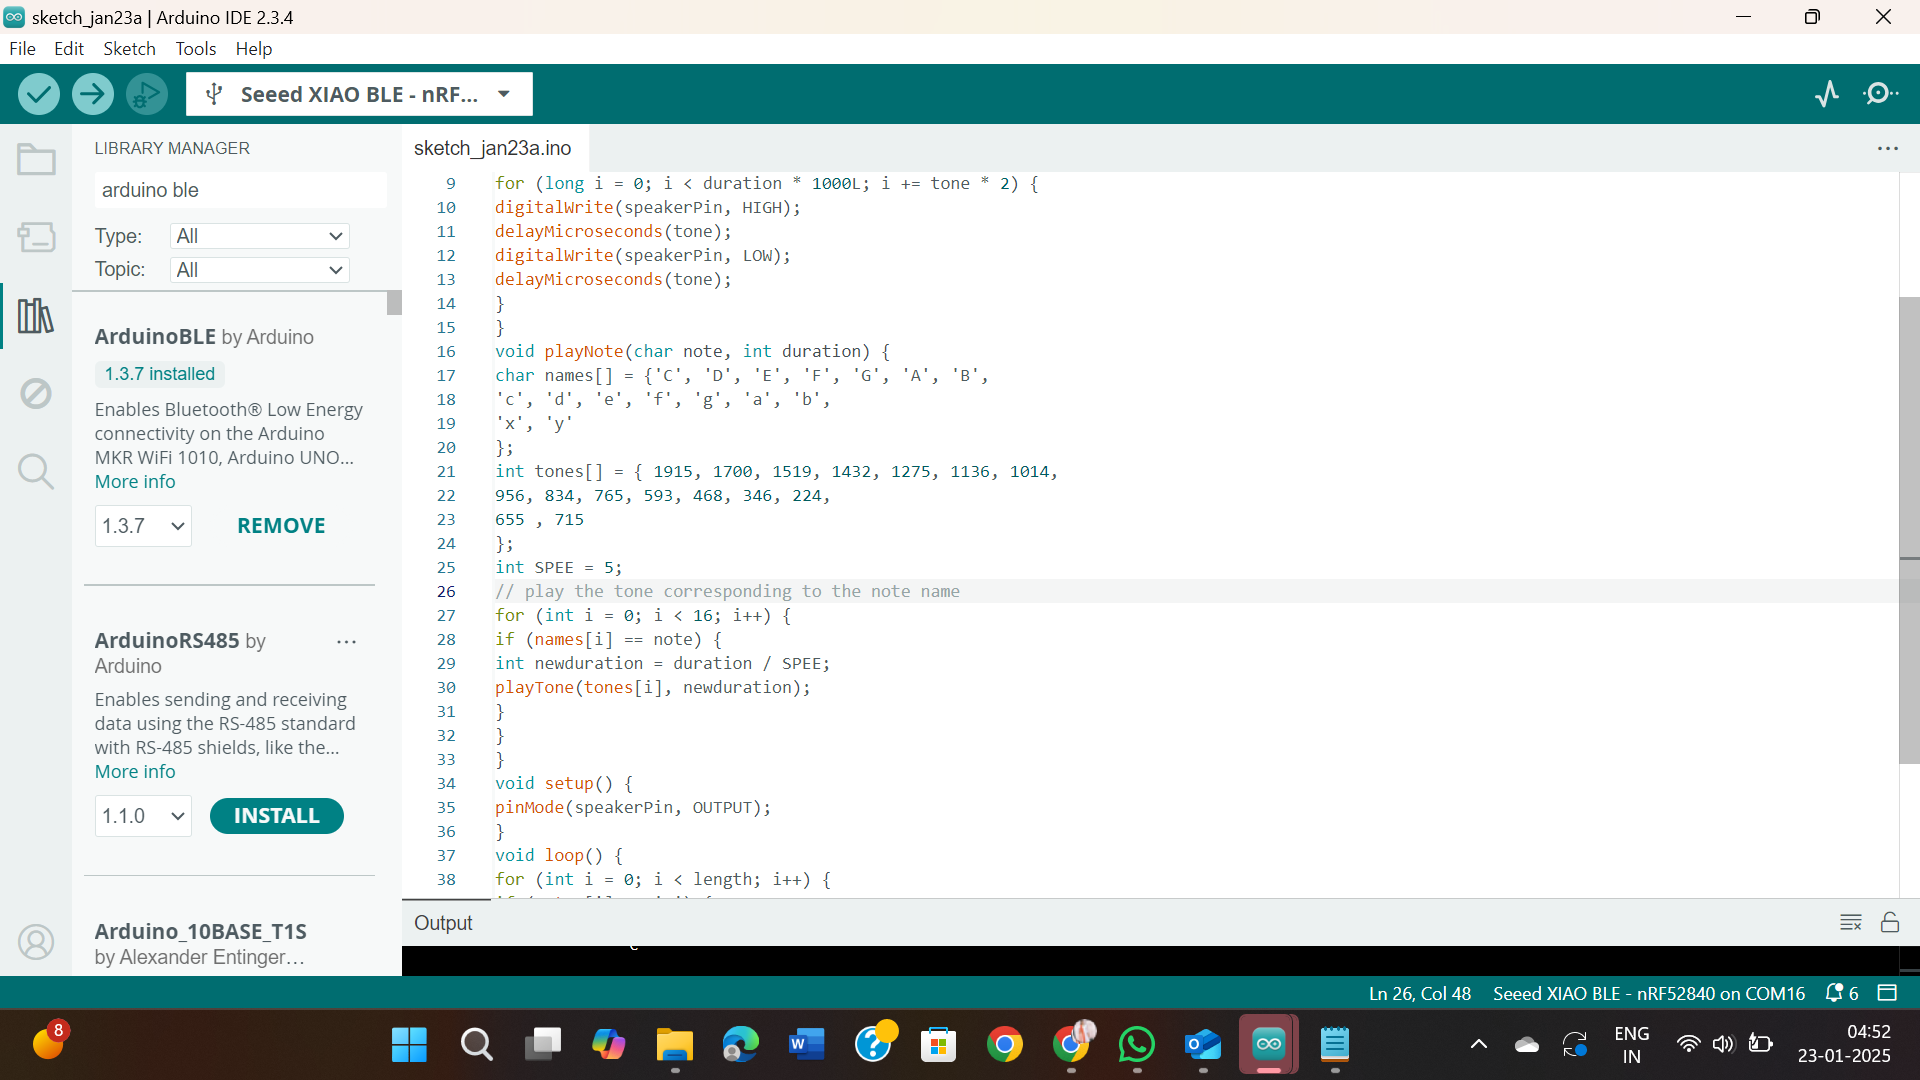 sketch_jan23a | Arduino IDE 2.3.4
File Edit Sketch Tools Help
Seeed XIAO BLE - nRF...
LIBRARY MANAGER
arduino ble
Type: All
Topic: All
ArduinoBLE by Arduino
1.3.7 installed
Enables Bluetooth® Low Energy
connectivity on the Arduino
MKR WiFi 1010, Arduino UNO...
More info
1.3.7 REMOVE
ArduinoRS485 by
Arduino
Enables sending and receiving
data using the RS-485 standard
with RS-485 shields, like the...
More info
1.1.0 INSTALL
Arduino_10BASE_T1S
by Alexander Entinger...
sketch_jan23a.ino
9 for (long i = 0; i < duration * 1000L; i += tone * 2) {
10 digitalWrite(speakerPin, HIGH);
11 delayMicroseconds(tone);
12 digitalWrite(speakerPin, LOW);
13 delayMicroseconds(tone);
14 }
15 }
16 void playNote(char note, int duration) {
17 char names[] = {'C', 'D', 'E', 'F', 'G', 'A', 'B',
18 'c', 'd', 'e', 'f', 'g', 'a', 'b',
19 'x', 'y'
20 };
21 int tones[] = { 1915, 1700, 1519, 1432, 1275, 1136, 1014,
22 956, 834, 765, 593, 468, 346, 224,
23 655 , 715
24 };
25 int SPEE = 5;
26 // play the tone corresponding to the note name
27 for (int i = 0; i < 16; i++) {
28 if (names[i] == note) {
29 int newduration = duration / SPEE;
30 playTone(tones[i], newduration);
31 }
32 }
33 }
34 void setup() {
35 pinMode(speakerPin, OUTPUT);
36 }
37 void loop() {
38 for (int i = 0; i < length; i++) {
Output
Ln 26, Col 48 Seeed XIAO BLE - nRF52840 on COM16 6
8
ENG
IN
04:52
23-01-2025